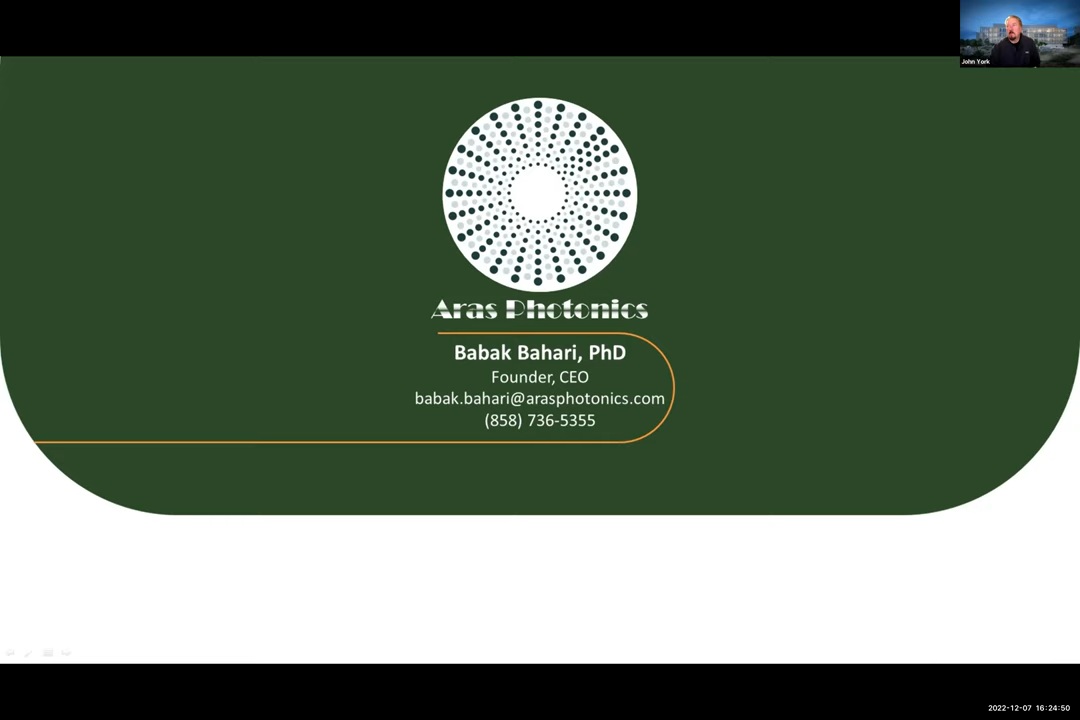 John York
Aras Photonics
Babak Bahari, PhD
Founder, CEO
babak.bahari@arasphotonics.com
(858) 736-5355
2022-12-07 16:24:50